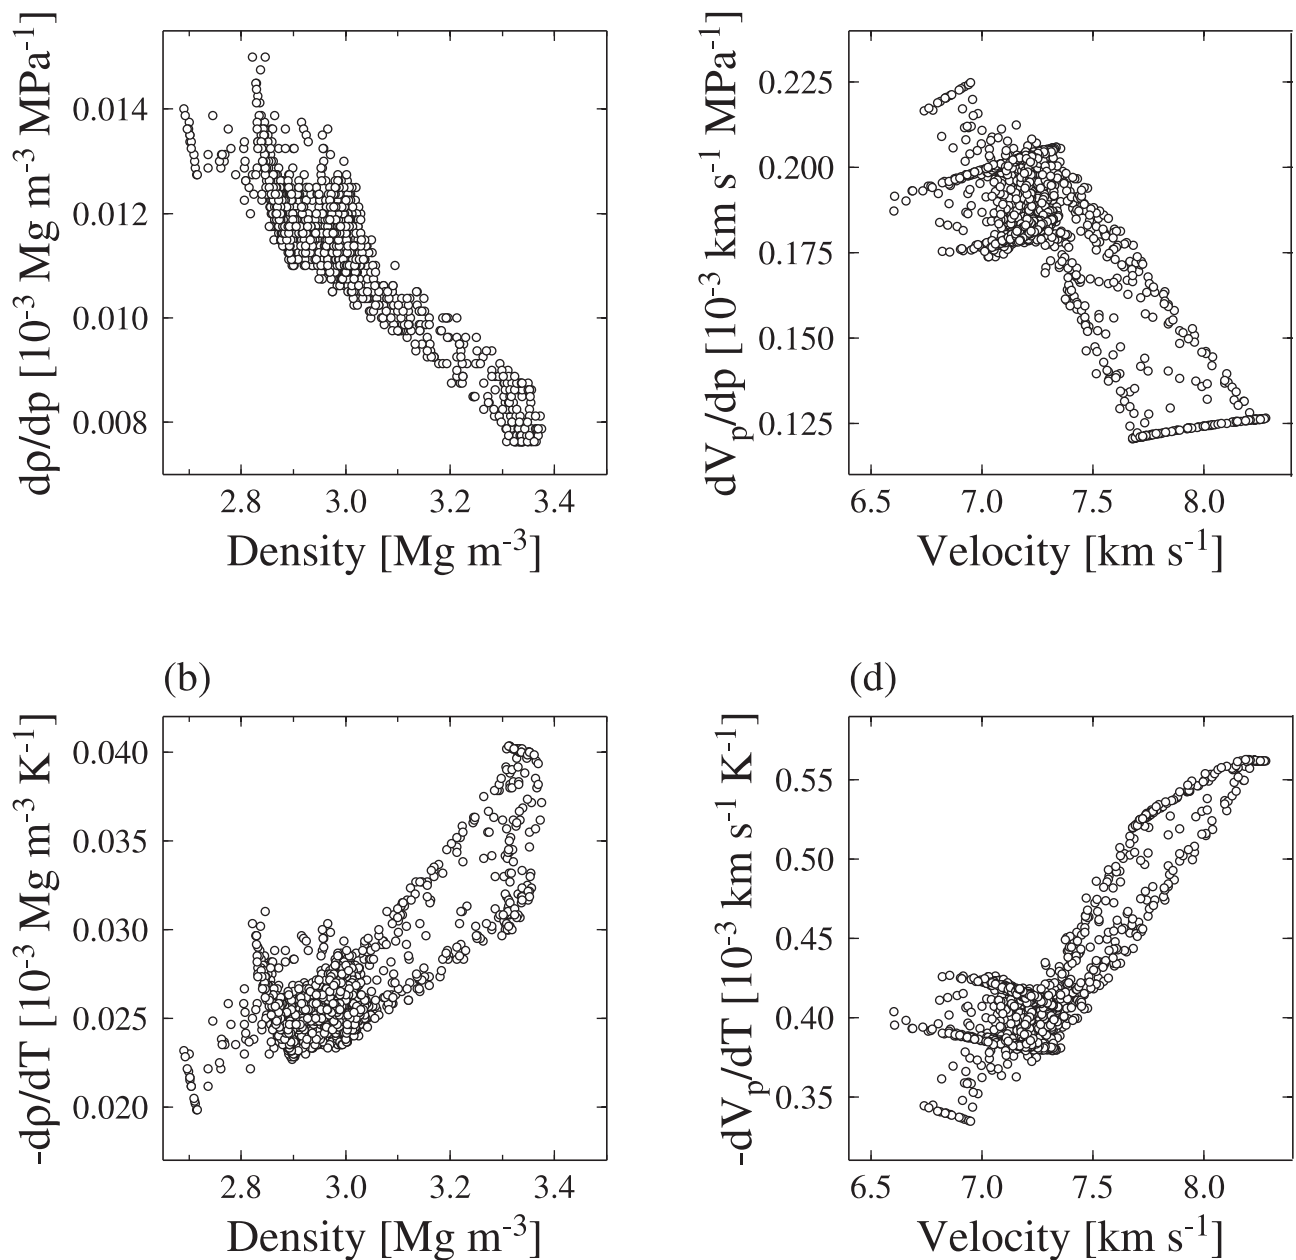 dρ/dp [10⁻³ Mg m⁻³ MPa⁻¹]
0.014
0.012
0.010
0.008
2.8 3.0 3.2 3.4
Density [Mg m⁻³]
dVₚ/dp [10⁻³ km s⁻¹ MPa⁻¹]
0.225
0.200
0.175
0.150
0.125
6.5 7.0 7.5 8.0
Velocity [km s⁻¹]
(b)
-dρ/dT [10⁻³ Mg m⁻³ K⁻¹]
0.040
0.035
0.030
0.025
0.020
2.8 3.0 3.2 3.4
Density [Mg m⁻³]
(d)
-dVₚ/dT [10⁻³ km s⁻¹ K⁻¹]
0.55
0.50
0.45
0.40
0.35
6.5 7.0 7.5 8.0
Velocity [km s⁻¹]